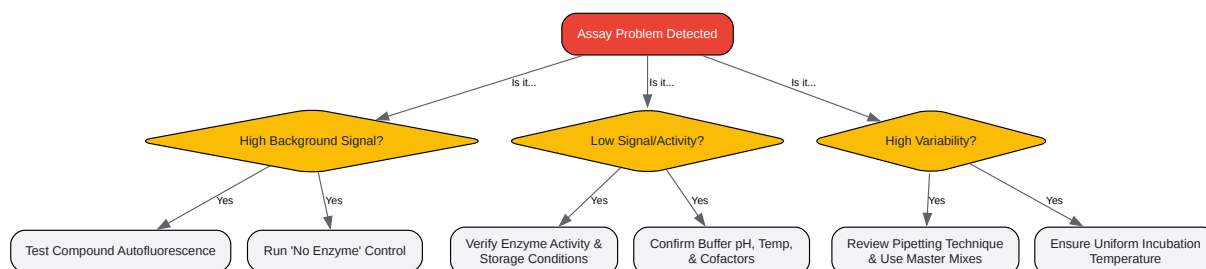 Assay Problem Detected
Is it...
Is it...
Is it...
High Background Signal?
Low Signal/Activity?
High Variability?
Yes
Yes
Yes
Yes
Yes
Yes
Test Compound Autofluorescence
Run 'No Enzyme' Control
Verify Enzyme Activity &
Storage Conditions
Confirm Buffer pH, Temp,
& Cofactors
Review Pipetting Technique
& Use Master Mixes
Ensure Uniform Incubation
Temperature